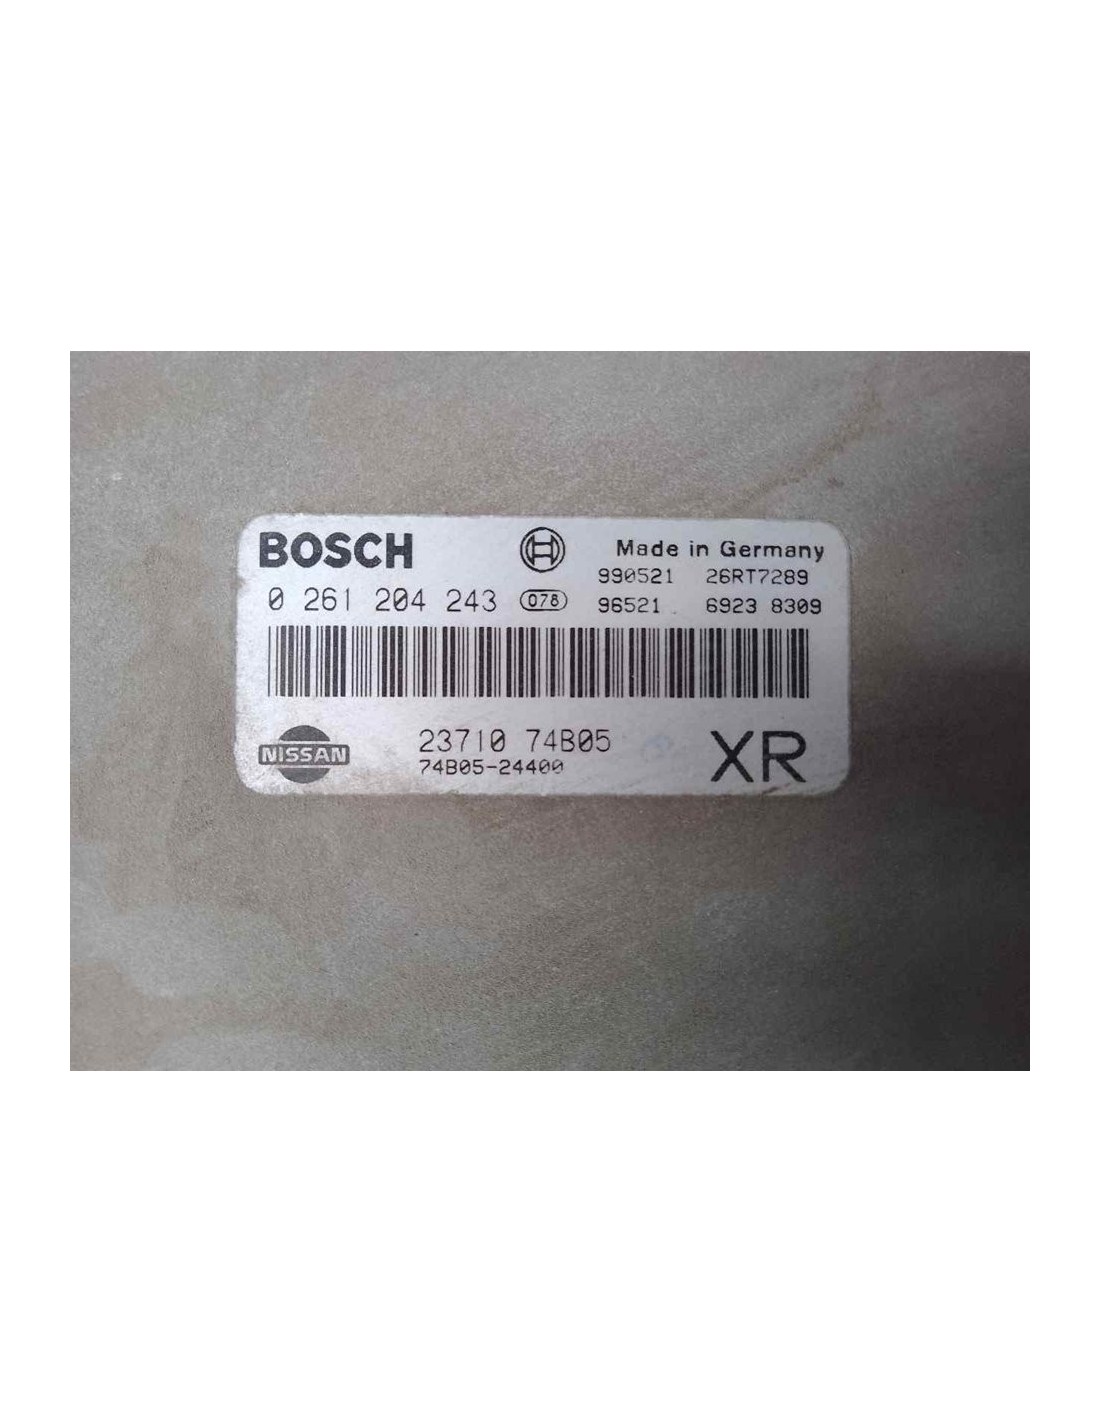 BOSCH
Made in Germany
990521 26RT7289
0 261 204 243 078
96521 6923 8309
NISSAN
23710 74B05
74B05-24400
XR